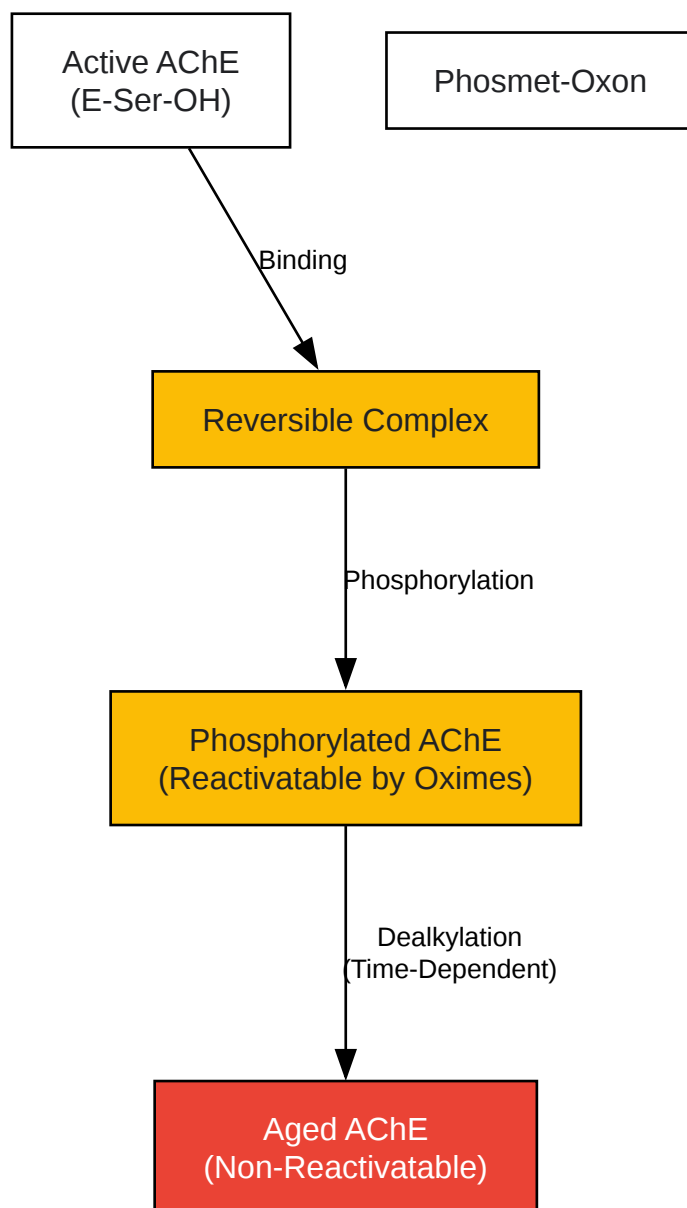 Active AChE
(E-Ser-OH)
Phosmet-Oxon
Binding
Reversible Complex
Phosphorylation
Phosphorylated AChE
(Reactivatable by Oximes)
Dealkylation
(Time-Dependent)
Aged AChE
(Non-Reactivatable)